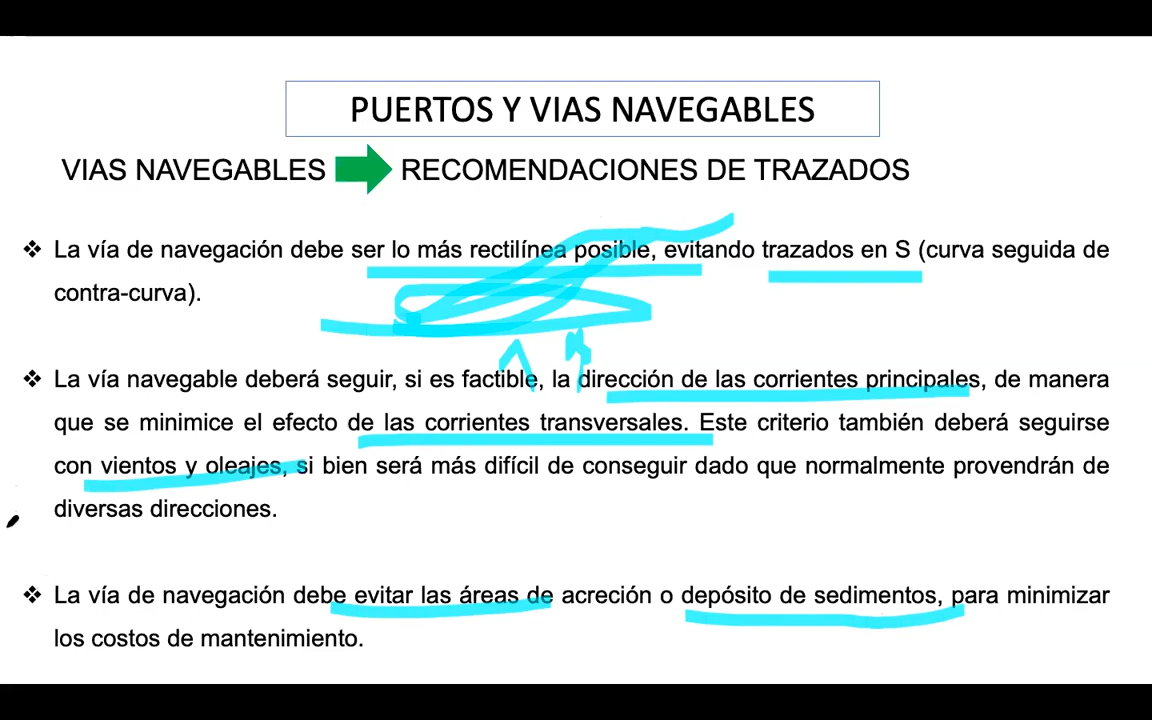 PUERTOS Y VIAS NAVEGABLES
VIAS NAVEGABLES RECOMENDACIONES DE TRAZADOS
❖ La vía de navegación debe ser lo más rectilínea posible, evitando trazados en S (curva seguida de
contra-curva).
❖ La vía navegable deberá seguir, si es factible, la dirección de las corrientes principales, de manera
que se minimice el efecto de las corrientes transversales. Este criterio también deberá seguirse
con vientos y oleajes, si bien será más difícil de conseguir dado que normalmente provendrán de
diversas direcciones.
❖ La vía de navegación debe evitar las áreas de acreción o depósito de sedimentos, para minimizar
los costos de mantenimiento.